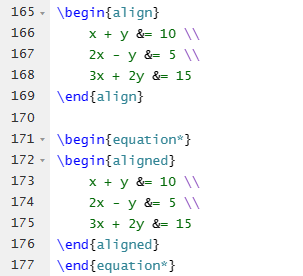 165 \begin{align}
166     x + y &= 10 \\
167     2x - y &= 5 \\
168     3x + 2y &= 15
169 \end{align}
170
171 \begin{equation*}
172 \begin{aligned}
173     x + y &= 10 \\
174     2x - y &= 5 \\
175     3x + 2y &= 15
176 \end{aligned}
177 \end{equation*}